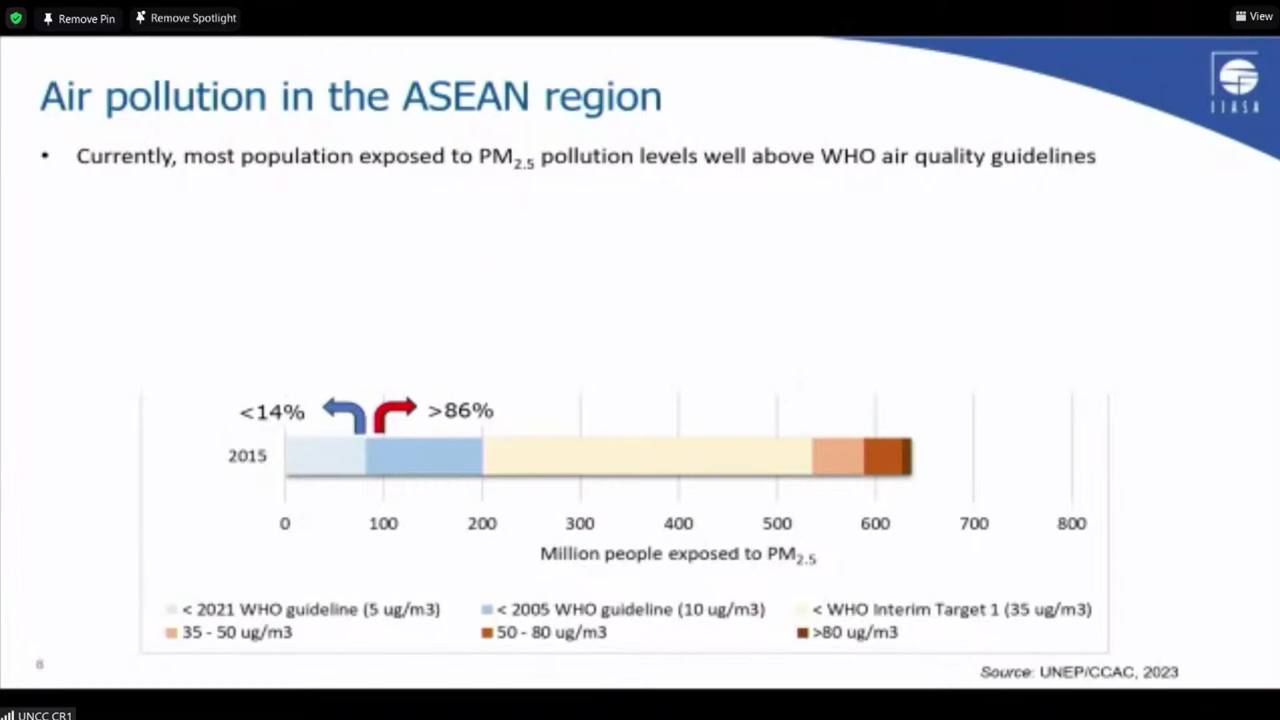 Remove Pin
Remove Spotlight
View
IIASA
Air pollution in the ASEAN region
• Currently, most population exposed to PM2.5 pollution levels well above WHO air quality guidelines
<14%
>86%
2015
0 100 200 300 400 500 600 700 800
Million people exposed to PM2.5
< 2021 WHO guideline (5 ug/m3)
< 2005 WHO guideline (10 ug/m3)
< WHO Interim Target 1 (35 ug/m3)
35 - 50 ug/m3
50 - 80 ug/m3
>80 ug/m3
8
Source: UNEP/CCAC, 2023
UNCC CR1